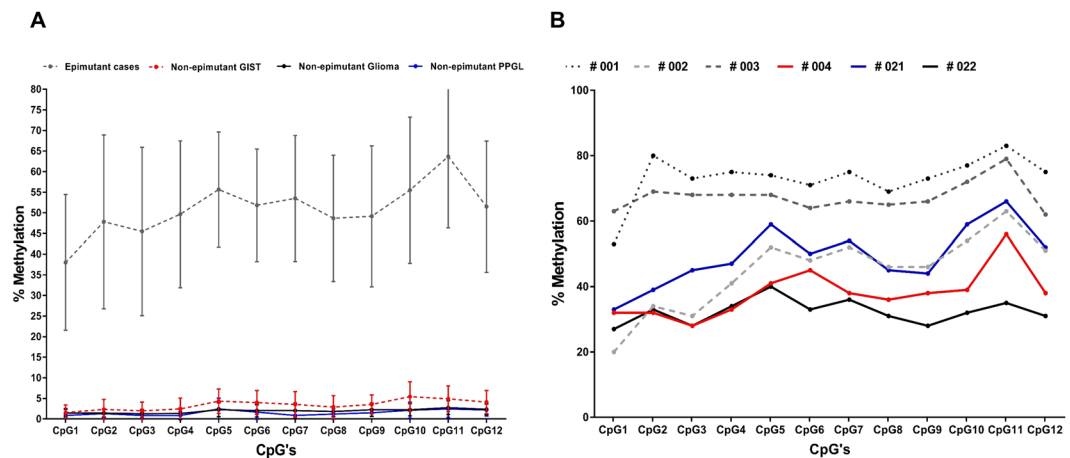 A
Epimutant cases Non-epimutant GIST Non-epimutant Glioma Non-epimutant PPGL
80
75
70
65
60
55
50
45
40
35
30
25
20
15
10
5
0
% Methylation
CpG1 CpG2 CpG3 CpG4 CpG5 CpG6 CpG7 CpG8 CpG9 CpG10 CpG11 CpG12
CpG's
B
# 001 # 002 # 003 # 004 # 021 # 022
100
80
60
40
20
0
% Methylation
CpG1 CpG2 CpG3 CpG4 CpG5 CpG6 CpG7 CpG8 CpG9 CpG10 CpG11 CpG12
CpG's